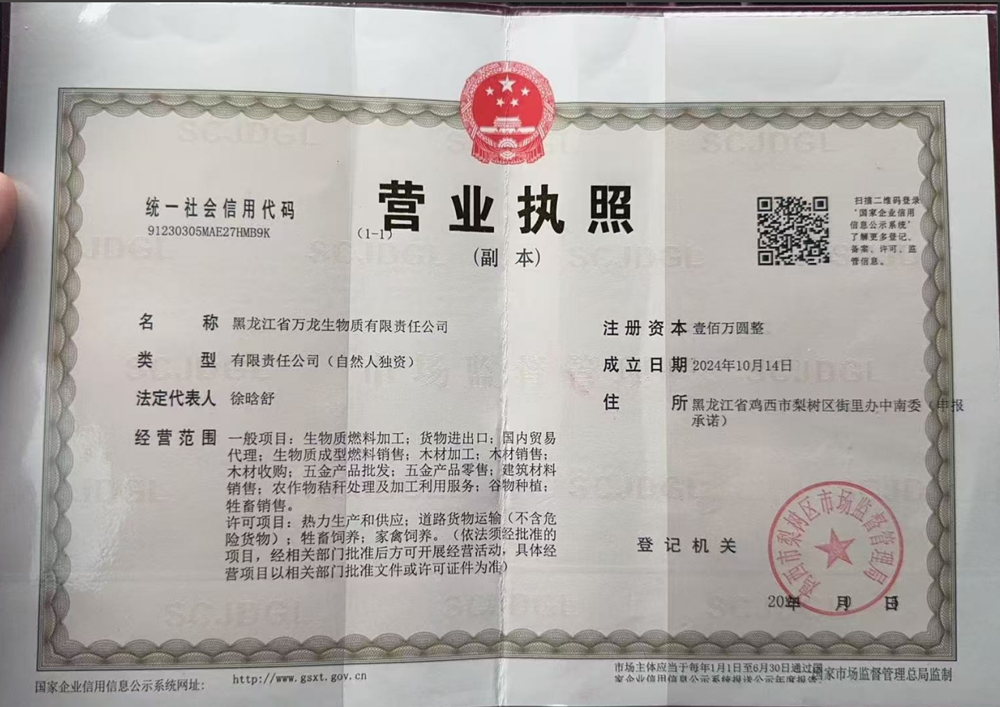 营业执照
(副 本)
统一社会信用代码
91230305MAE27HMB9K
(1-1)
扫描二维码登录
“国家企业信用
信息公示系统”
了解更多登记、
备案、许可、监
管信息。
名 称 黑龙江省万龙生物质有限责任公司
类 型 有限责任公司（自然人独资）
法定代表人 徐晗舒
经营范围 一般项目：生物质燃料加工；货物进出口；国内贸易
代理；生物质成型燃料销售；木材加工；木材销售；
木材收购；五金产品批发；五金产品零售；建筑材料
销售；农作物秸秆处理及加工利用服务；谷物种植；
牲畜销售。
许可项目：热力生产和供应；道路货物运输（不含危
险货物）；牲畜饲养；家禽饲养。（依法须经批准的
项目，经相关部门批准后方可开展经营活动，具体经
营项目以相关部门批准文件或许可证件为准）
注册资本 壹佰万圆整
成立日期 2024年10月14日
住 所 黑龙江省鸡西市梨树区街里办中南委（申报
承诺）
登记机关
鸡西市梨树区市场监督管理局
年 月 日
国家企业信用信息公示系统网址：
http://www.gsxt.gov.cn
市场主体应当于每年1月1日至6月30日通过国
家企业信用信息公示系统报送公示年度报告
国家市场监督管理总局监制